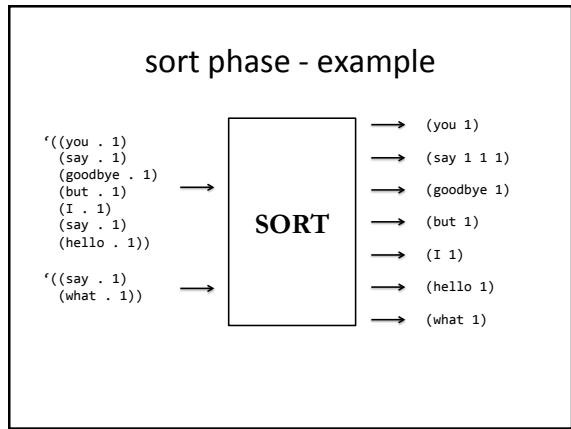 sort phase - example
‘((you . 1)
(say . 1)
(goodbye . 1)
(but . 1)
(I . 1)
(say . 1)
(hello . 1))
‘((say . 1)
(what . 1))
SORT
(you 1)
(say 1 1 1)
(goodbye 1)
(but 1)
(I 1)
(hello 1)
(what 1)